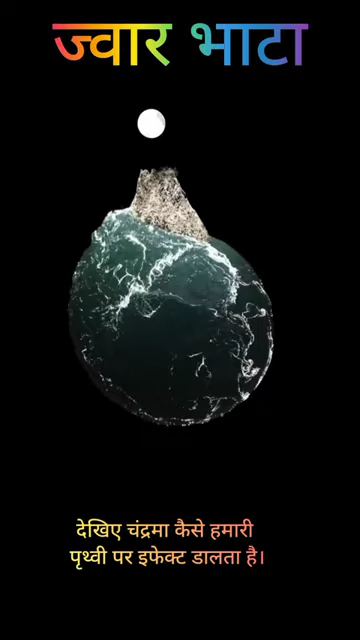 ज्वार भाटा
देखिए चंद्रमा कैसे हमारी
पृथ्वी पर इफेक्ट डालता है।